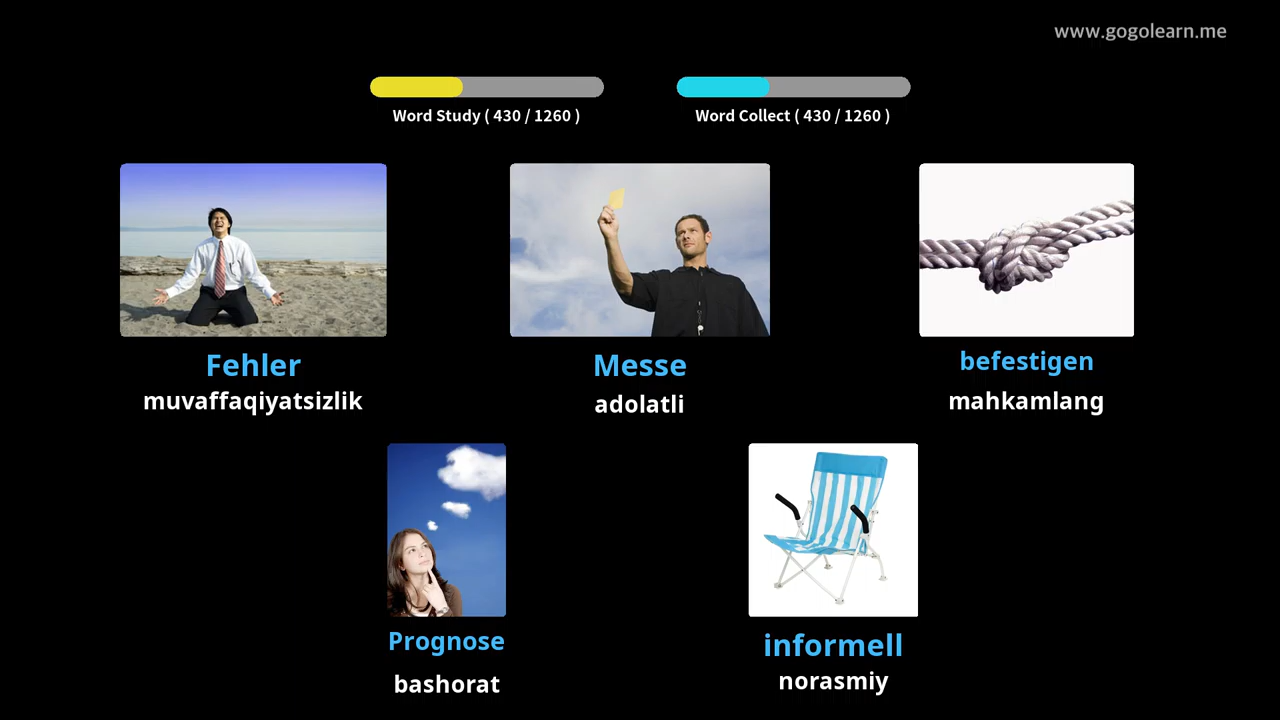 www.gogolearn.me
Word Study ( 430 / 1260 )
Word Collect ( 430 / 1260 )
Fehler
muvaffaqiyatsizlik
Messe
adolatli
befestigen
mahkamlang
Prognose
bashorat
informell
norasmiy